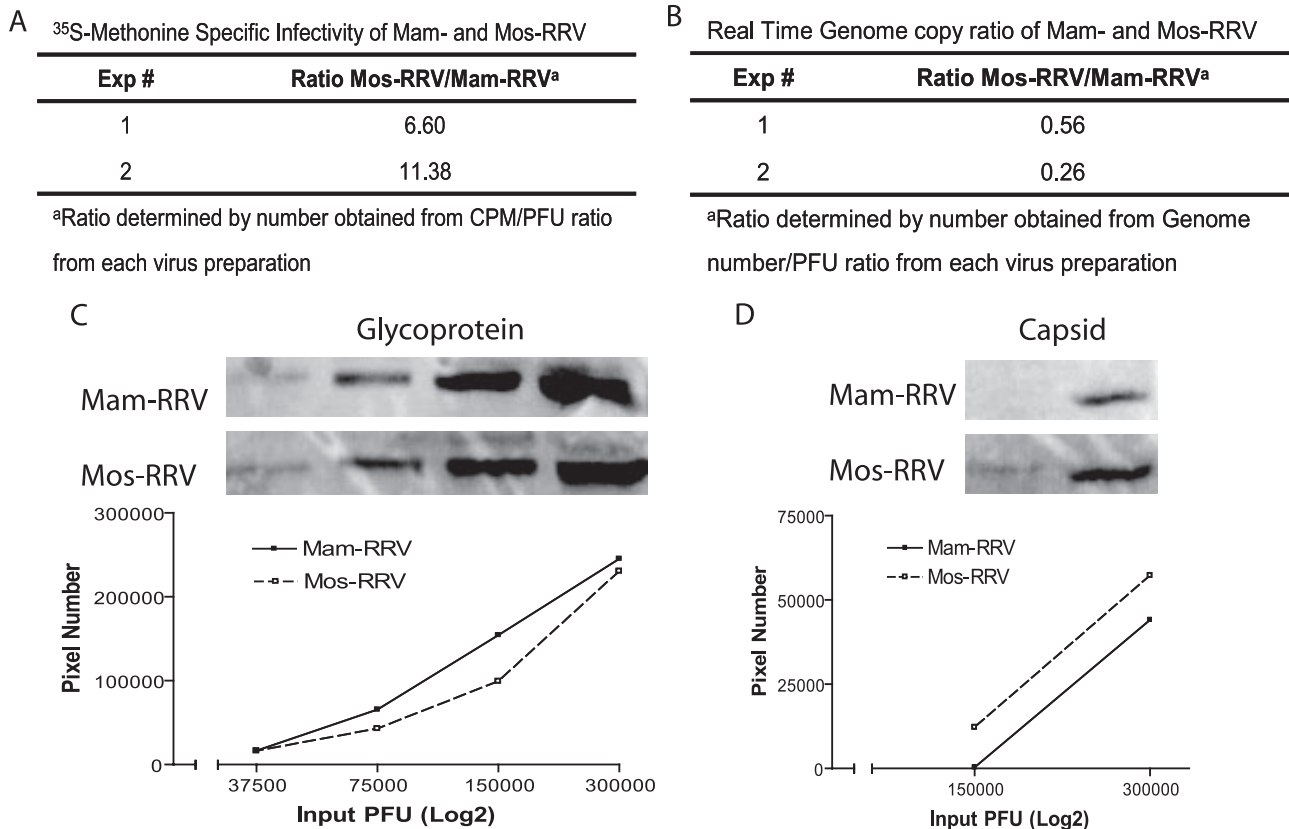 A
³⁵S-Methonine Specific Infectivity of Mam- and Mos-RRV
Exp # Ratio Mos-RRV/Mam-RRVᵃ
1 6.60
2 11.38
ᵃRatio determined by number obtained from CPM/PFU ratio
from each virus preparation
B
Real Time Genome copy ratio of Mam- and Mos-RRV
Exp # Ratio Mos-RRV/Mam-RRVᵃ
1 0.56
2 0.26
ᵃRatio determined by number obtained from Genome
number/PFU ratio from each virus preparation
C
Glycoprotein
Mam-RRV
Mos-RRV
300000
200000
100000
0
Pixel Number
Mam-RRV
Mos-RRV
37500 75000 150000 300000
Input PFU (Log2)
D
Capsid
Mam-RRV
Mos-RRV
75000
50000
25000
0
Pixel Number
Mam-RRV
Mos-RRV
150000 300000
Input PFU (Log2)